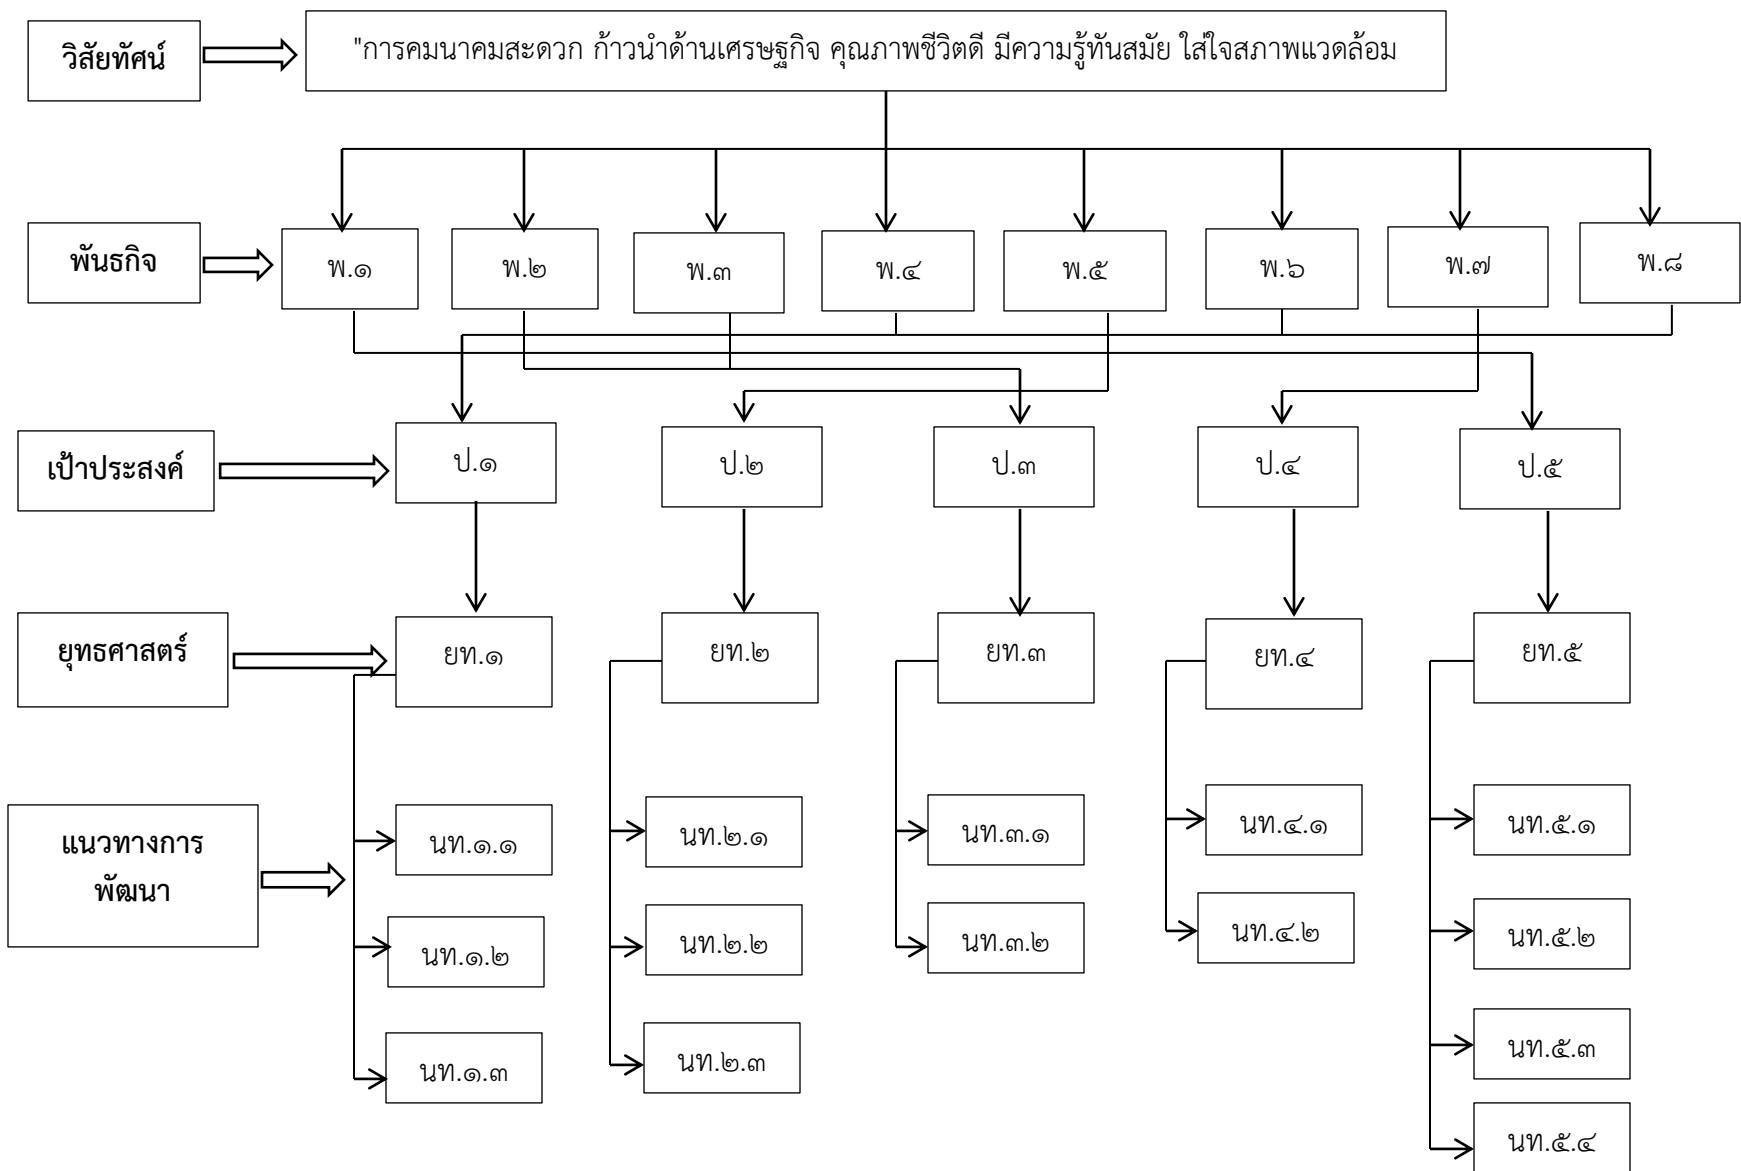 วิสัยทัศน์
"การคมนาคมสะดวก ก้าวนำด้านเศรษฐกิจ คุณภาพชีวิตดี มีความรู้ทันสมัย ใส่ใจสภาพแวดล้อม
พันธกิจ
พ.๑
พ.๒
พ.๓
พ.๔
พ.๕
พ.๖
พ.๗
พ.๘
เป้าประสงค์
ป.๑
ป.๒
ป.๓
ป.๔
ป.๕
ยุทธศาสตร์
ยท.๑
ยท.๒
ยท.๓
ยท.๔
ยท.๕
แนวทางการ
พัฒนา
นท.๑.๑
นท.๒.๑
นท.๓.๑
นท.๔.๑
นท.๕.๑
นท.๑.๒
นท.๒.๒
นท.๓.๒
นท.๔.๒
นท.๕.๒
นท.๑.๓
นท.๒.๓
นท.๕.๓
นท.๕.๔